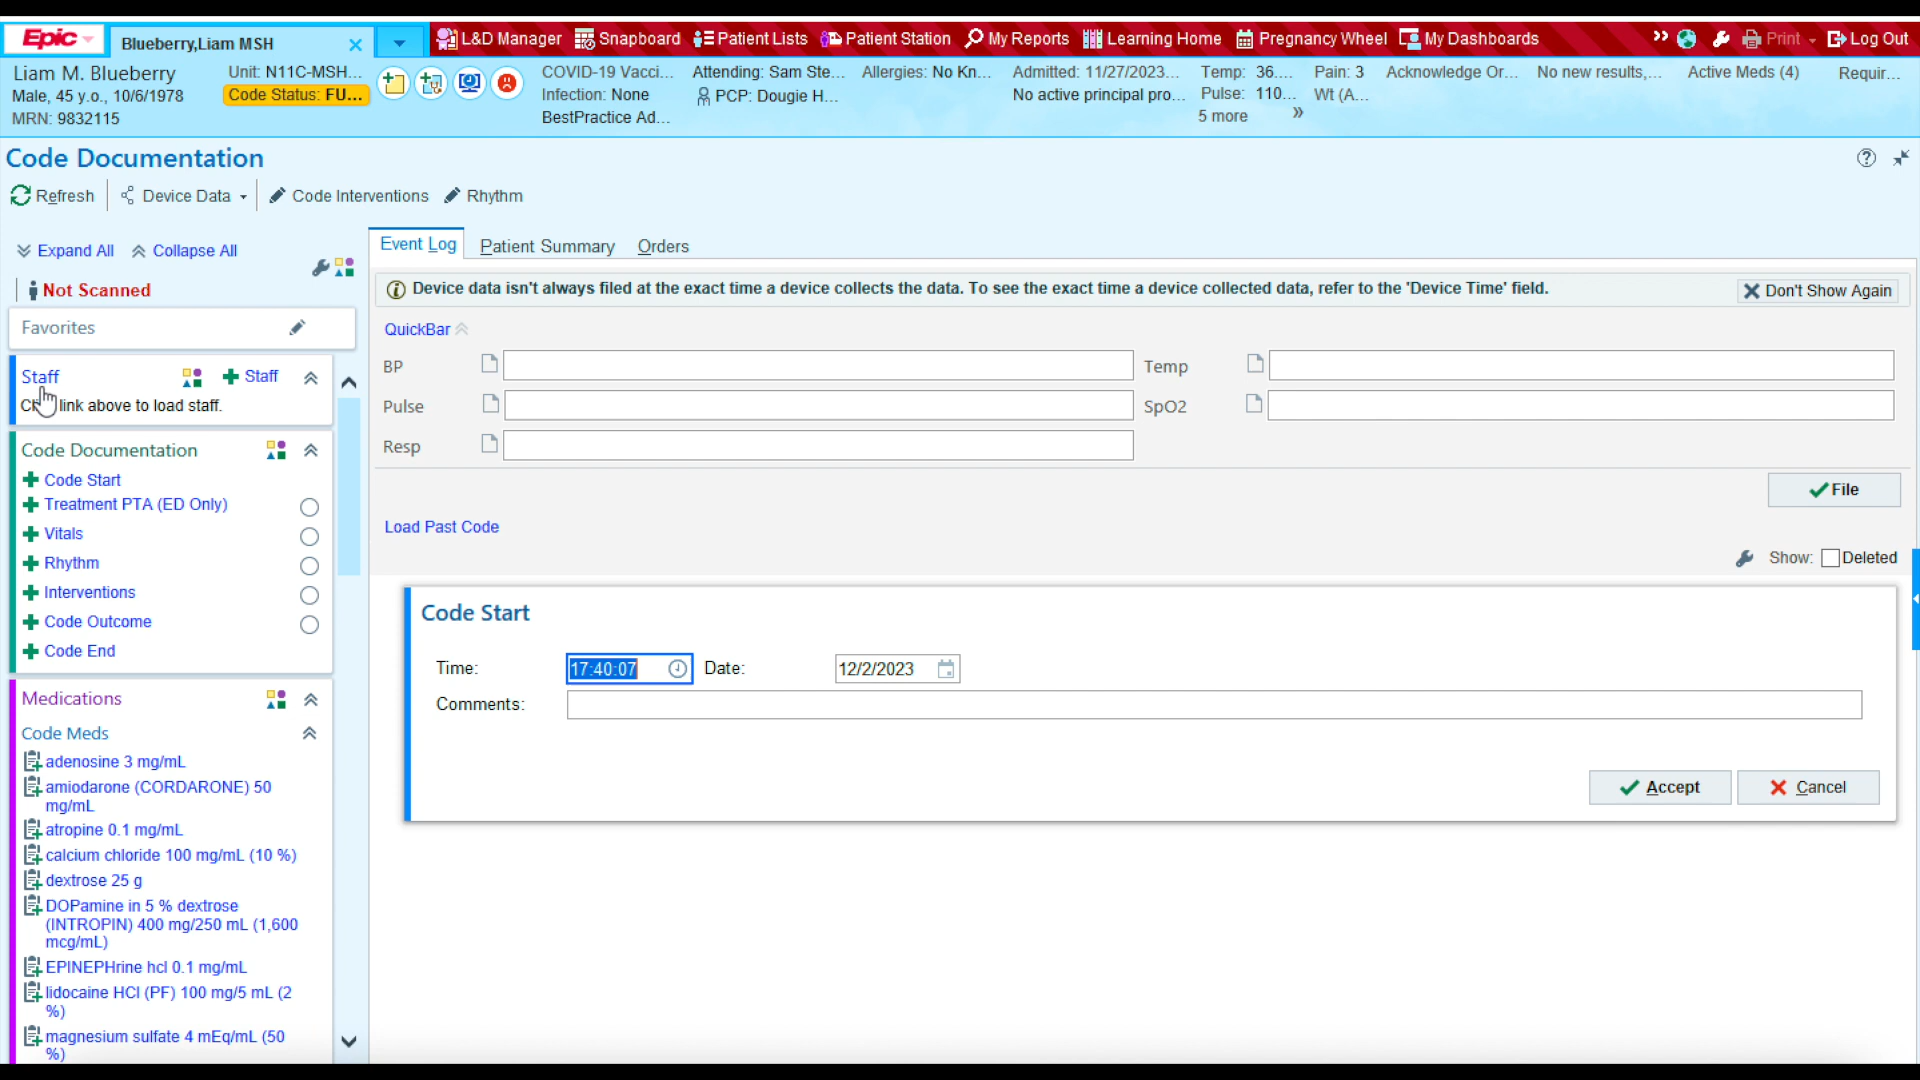 Epic
Blueberry,Liam MSH
L&D Manager
Snapboard
Patient Lists
Patient Station
My Reports
Learning Home
Pregnancy Wheel
My Dashboards
Print
Log Out
Liam M. Blueberry
Male, 45 y.o., 10/6/1978
MRN: 9832115
Unit: N11C-MSH...
Code Status: FU...
COVID-19 Vacci...
Infection: None
BestPractice Ad...
Attending: Sam Ste...
PCP: Dougie H...
Allergies: No Kn...
Admitted: 11/27/2023...
No active principal pro...
Temp: 36....
Pulse: 110...
5 more
Pain: 3
Wt (A...
Acknowledge Or...
No new results,...
Active Meds (4)
Requir...
Code Documentation
Refresh
Device Data
Code Interventions
Rhythm
Expand All
Collapse All
Not Scanned
Favorites
Staff
Staff
link above to load staff.
Code Documentation
Code Start
Treatment PTA (ED Only)
Vitals
Rhythm
Interventions
Code Outcome
Code End
Medications
Code Meds
adenosine 3 mg/mL
amiodarone (CORDARONE) 50
mg/mL
atropine 0.1 mg/mL
calcium chloride 100 mg/mL (10 %)
dextrose 25 g
DOPamine in 5 % dextrose
(INTROPIN) 400 mg/250 mL (1,600
mcg/mL)
EPINEPHrine hcl 0.1 mg/mL
lidocaine HCl (PF) 100 mg/5 mL (2
%)
magnesium sulfate 4 mEq/mL (50
%)
Event Log
Patient Summary
Orders
Device data isn't always filed at the exact time a device collects the data. To see the exact time a device collected data, refer to the 'Device Time' field.
Don't Show Again
QuickBar
BP
Temp
Pulse
SpO2
Resp
File
Load Past Code
Show:
Deleted
Code Start
Time:
17:40:07
Date:
12/2/2023
Comments:
Accept
Cancel